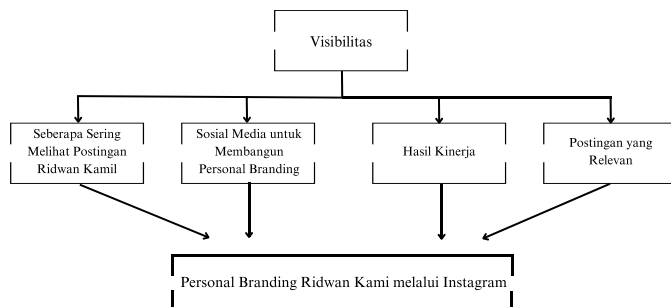 Visibilitas
Seberapa Sering
Melihat Postingan
Ridwan Kamil
Sosial Media untuk
Membangun
Personal Branding
Hasil Kinerja
Postingan yang
Relevan
Personal Branding Ridwan Kami melalui Instagram